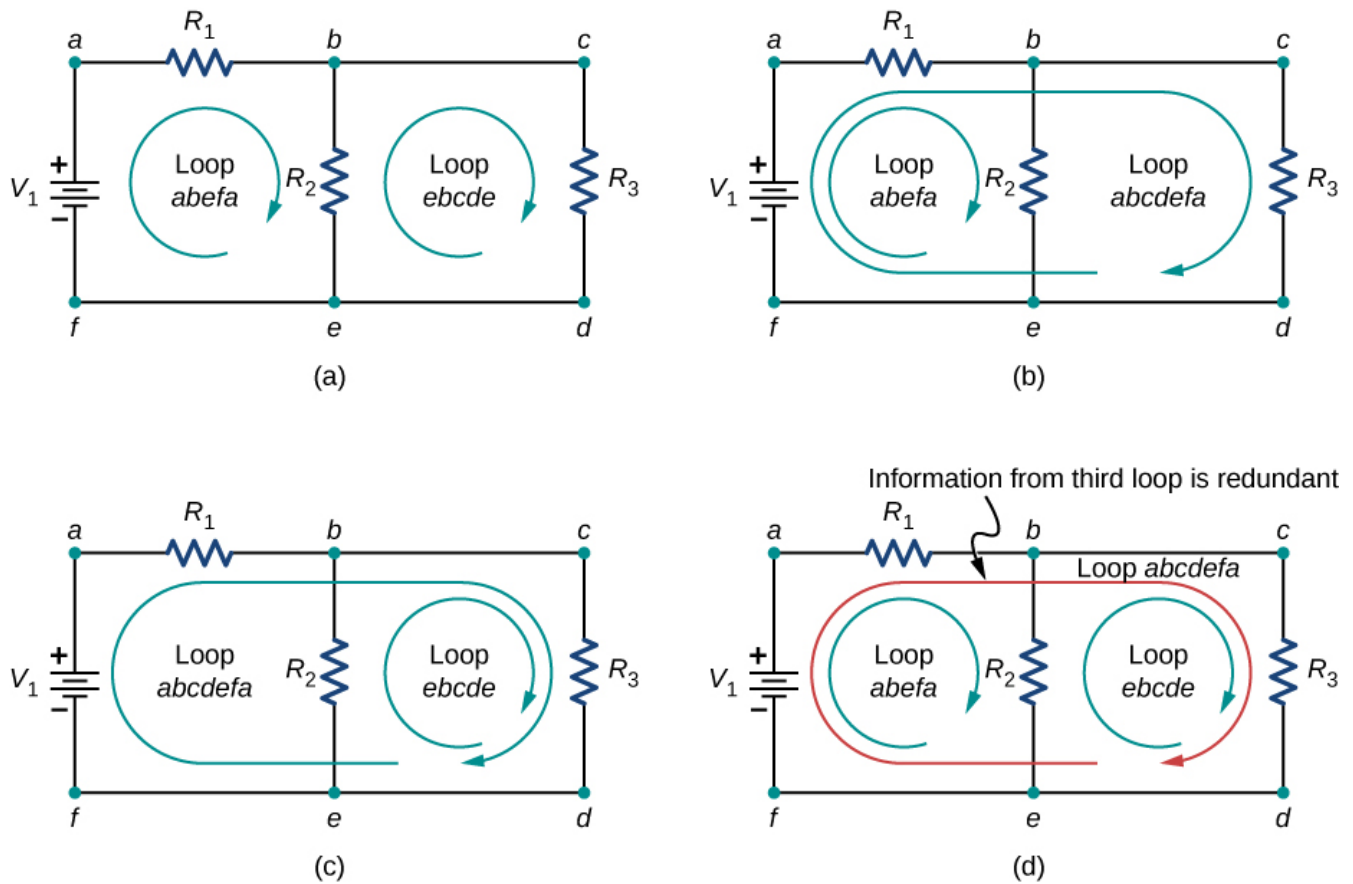 R1
a b c
+
V1
−
Loop
abefa
R2
Loop
ebcde
R3
f e d
(a)
R1
a b c
+
V1
−
Loop
abefa
R2
Loop
abcdefa
R3
f e d
(b)
R1
a b c
+
V1
−
Loop
abcdefa
R2
Loop
ebcde
R3
f e d
(c)
Information from third loop is redundant
R1
a b c
Loop abcdefa
+
V1
−
Loop
abefa
R2
Loop
ebcde
R3
f e d
(d)